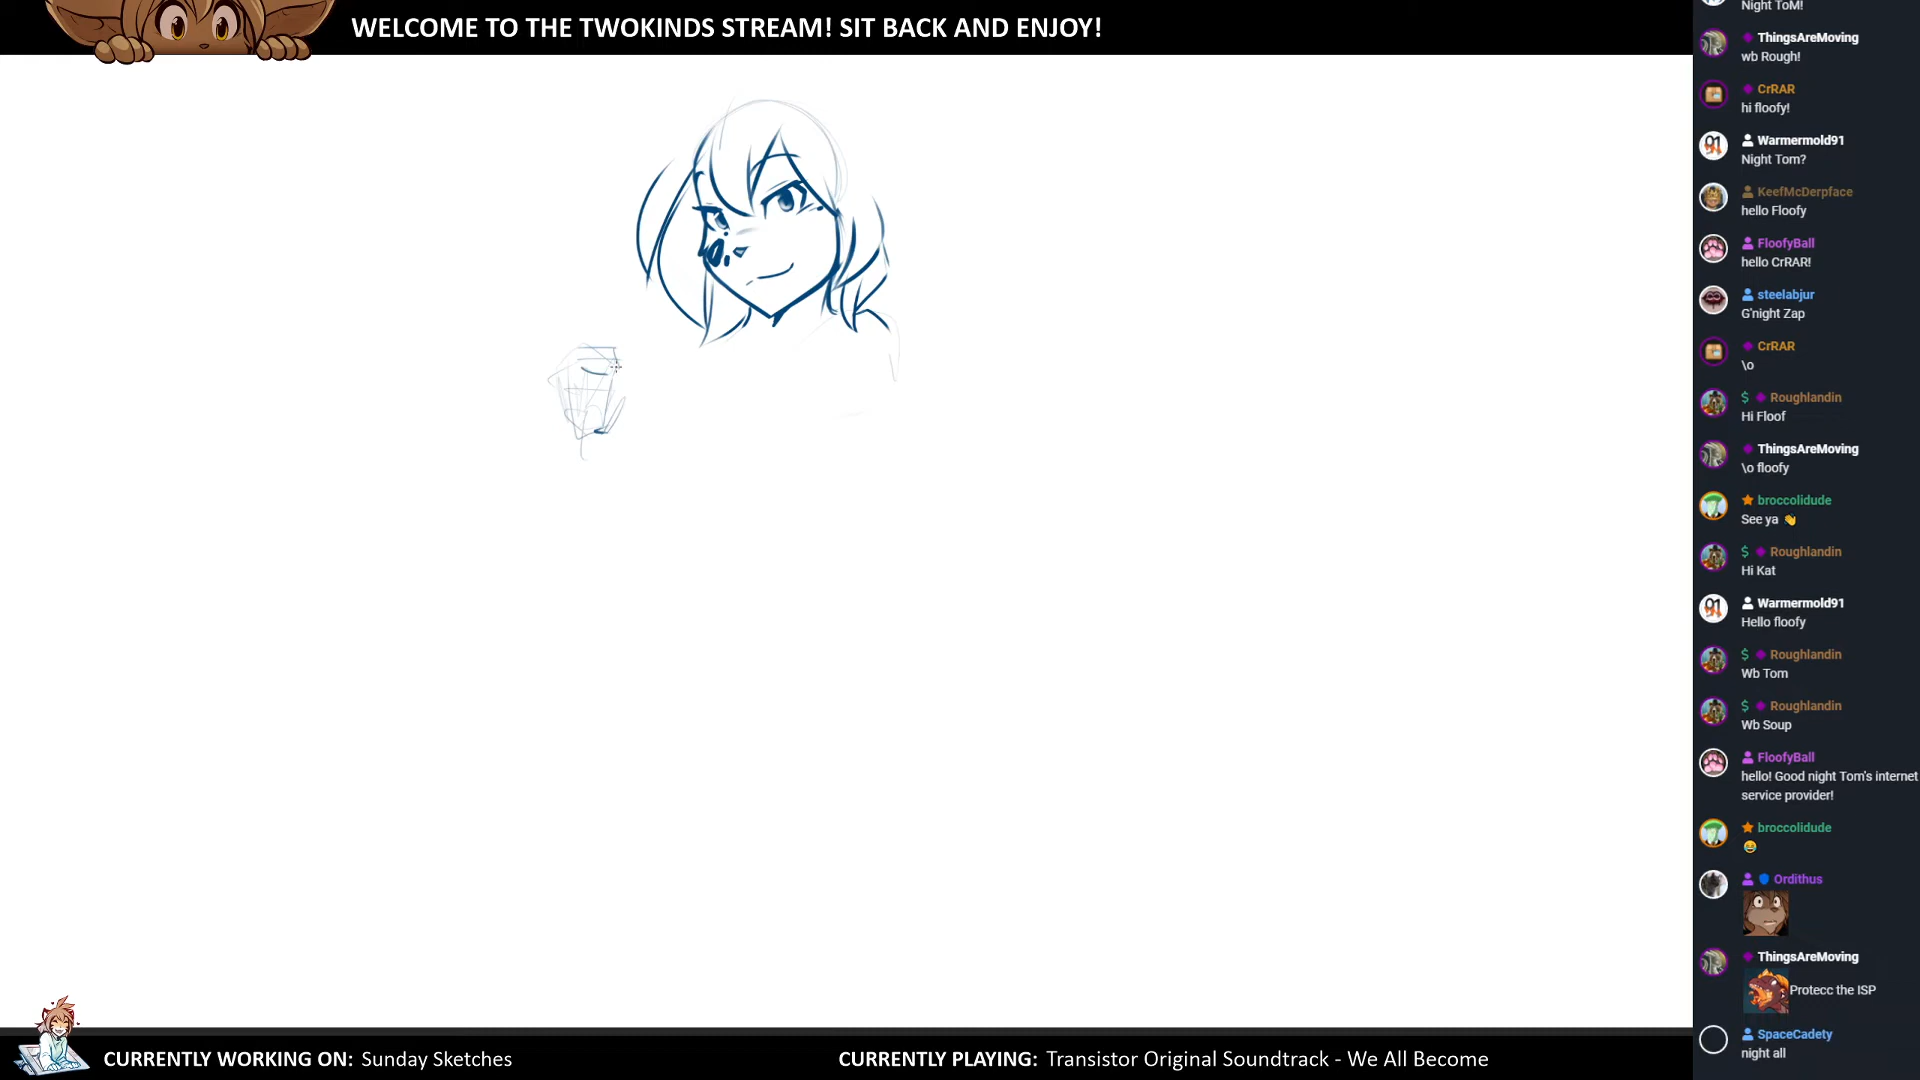 WELCOME TO THE TWOKINDS STREAM! SIT BACK AND ENJOY!
Night ToM!
ThingsAreMoving
wb Rough!
CrRAR
hi floofy!
Warmermold91
Night Tom?
KeefMcDerpface
hello Floofy
FloofyBall
hello CrRAR!
steelabjur
G'night Zap
CrRAR
\o
Roughlandin
Hi Floof
ThingsAreMoving
\o floofy
broccolidude
See ya 👋
Roughlandin
Hi Kat
Warmermold91
Hello floofy
Roughlandin
Wb Tom
Roughlandin
Wb Soup
FloofyBall
hello! Good night Tom's internet
service provider!
broccolidude
😂
Ordithus
ThingsAreMoving
Protecc the ISP
SpaceCadety
night all
CURRENTLY WORKING ON: Sunday Sketches
CURRENTLY PLAYING: Transistor Original Soundtrack - We All Become